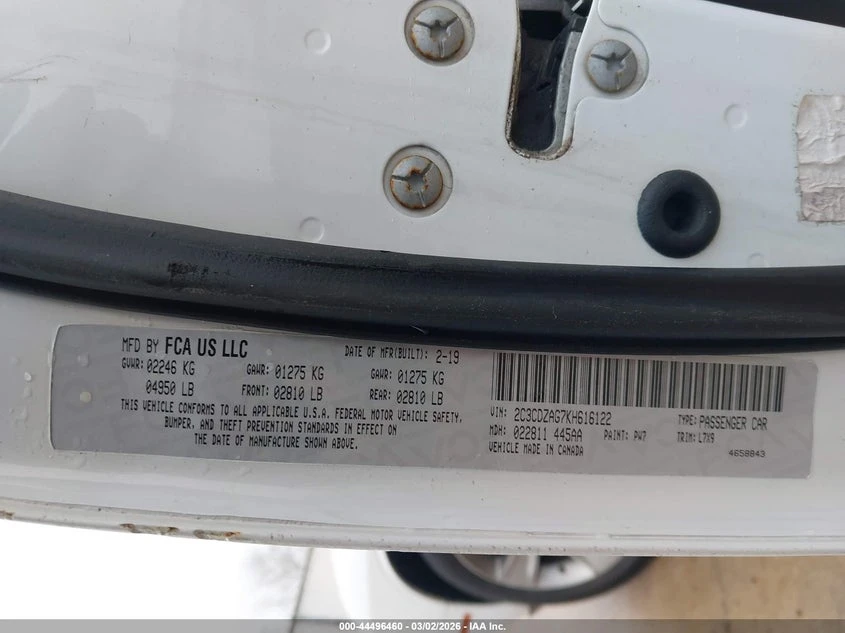 MFD BY FCA US LLC
DATE OF MFR(BUILT): 2-19
GVWR: 02246 KG
GAWR: 01275 KG
GAWR: 01275 KG
04950 LB
FRONT: 02810 LB
REAR: 02810 LB
THIS VEHICLE CONFORMS TO ALL APPLICABLE U.S.A. FEDERAL MOTOR VEHICLE SAFETY,
BUMPER, AND THEFT PREVENTION STANDARDS IN EFFECT ON
THE DATE OF MANUFACTURE SHOWN ABOVE.
VIN: 2C3CDZAG7KH616122
TYPE: PASSENGER CAR
MDH: 022811 445AA
PAINT: PW7
TRIM: L7X9
VEHICLE MADE IN CANADA
4658843
000-44496460 - 03/02/2026 - IAA Inc.